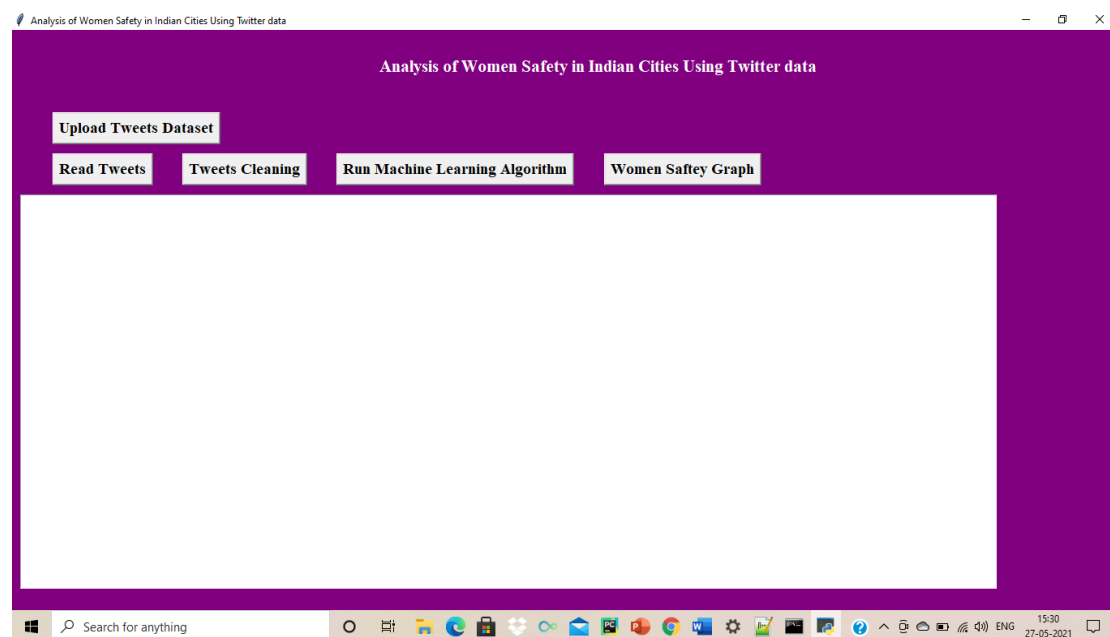 Analysis of Women Safety in Indian Cities Using Twitter data
Analysis of Women Safety in Indian Cities Using Twitter data
Upload Tweets Dataset
Read Tweets Tweets Cleaning Run Machine Learning Algorithm Women Saftey Graph
Search for anything ENG 15:30
27-05-2021